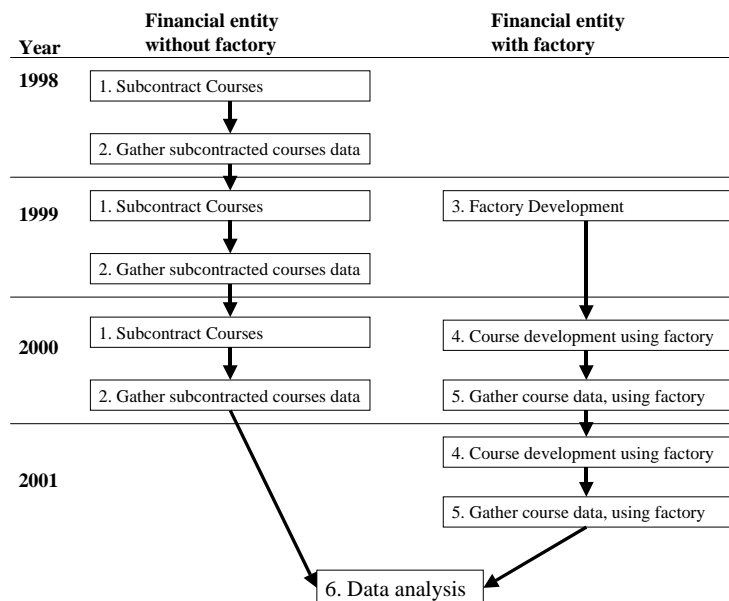 Financial entity
without factory
Financial entity
with factory
Year
1998
1. Subcontract Courses
2. Gather subcontracted courses data
1999
1. Subcontract Courses
3. Factory Development
2. Gather subcontracted courses data
2000
1. Subcontract Courses
4. Course development using factory
2. Gather subcontracted courses data
5. Gather course data, using factory
2001
4. Course development using factory
5. Gather course data, using factory
6. Data analysis